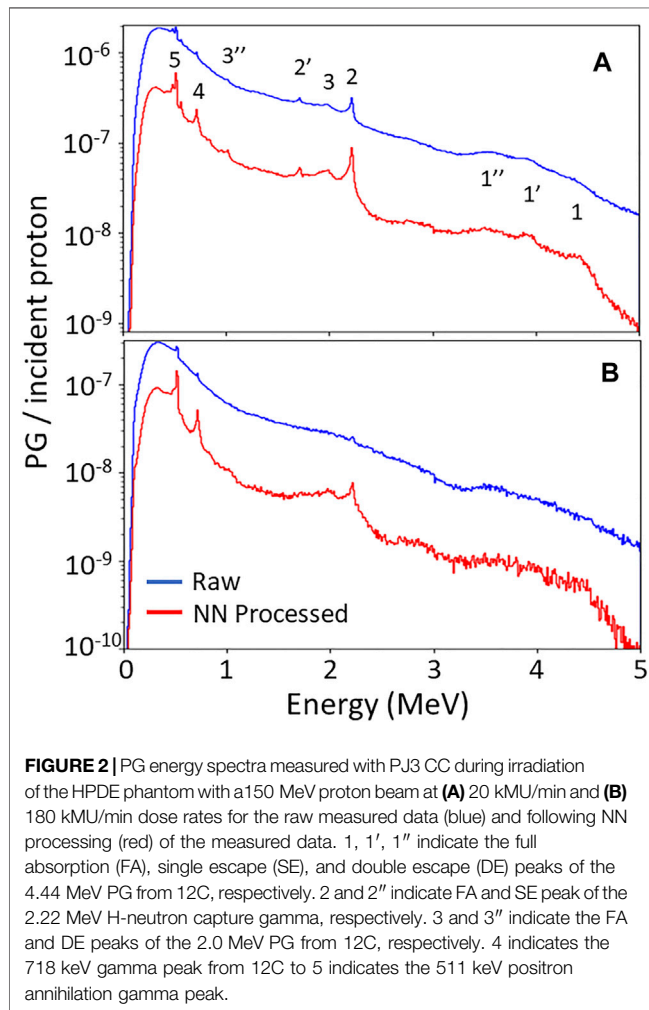 10⁻⁶
10⁻⁷
10⁻⁸
10⁻⁹
A
5
4
3′′
2′
3
2
1′′
1′
1
PG / incident proton
10⁻⁷
10⁻⁸
10⁻⁹
10⁻¹⁰
B
Raw
NN Processed
0 1 2 3 4 5
Energy (MeV)
FIGURE 2 | PG energy spectra measured with PJ3 CC during irradiation
of the HPDE phantom with a150 MeV proton beam at (A) 20 kMU/min and (B)
180 kMU/min dose rates for the raw measured data (blue) and following NN
processing (red) of the measured data. 1, 1′, 1″ indicate the full
absorption (FA), single escape (SE), and double escape (DE) peaks of the
4.44 MeV PG from 12C, respectively. 2 and 2″ indicate FA and SE peak of the
2.22 MeV H-neutron capture gamma, respectively. 3 and 3″ indicate the FA
and DE peaks of the 2.0 MeV PG from 12C, respectively. 4 indicates the
718 keV gamma peak from 12C to 5 indicates the 511 keV positron
annihilation gamma peak.